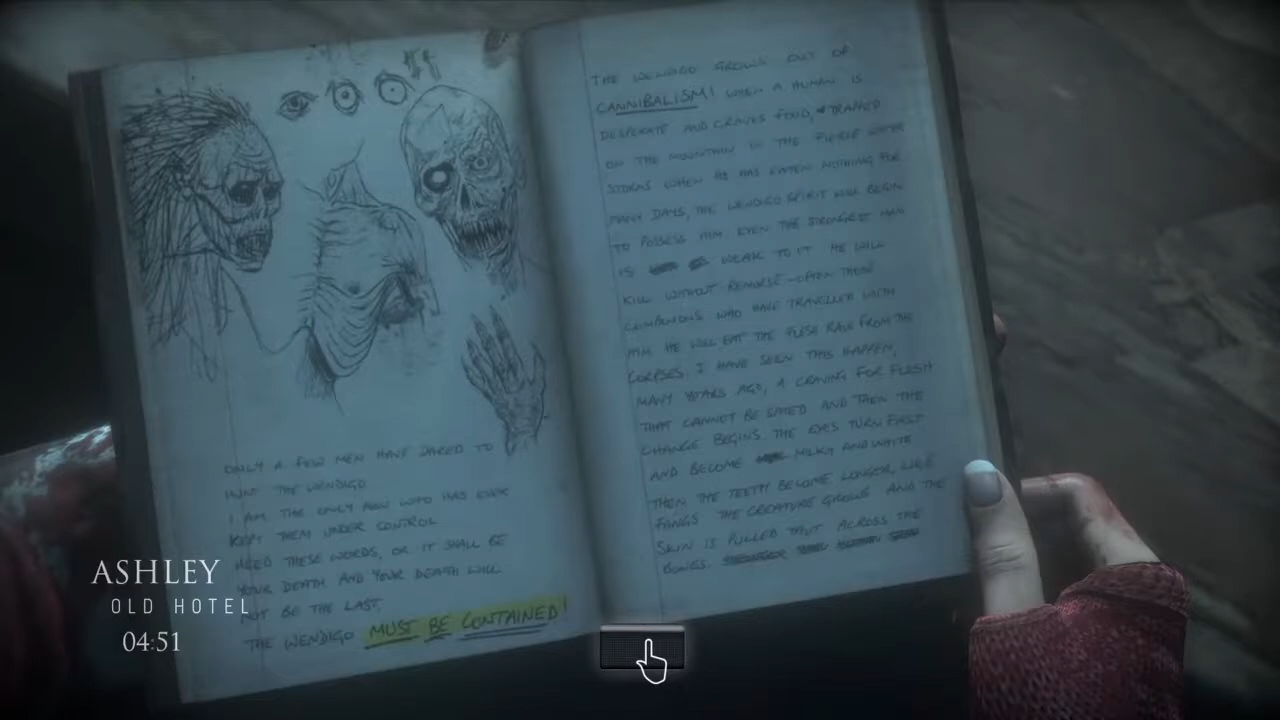 ONLY A FEW MEN HAVE DARED TO
HUNT THE WENDIGO
I AM THE ONLY MAN WHO HAS EVER
KEPT THEM UNDER CONTROL
HEED THESE WORDS, OR IT SHALL BE
YOUR DEATH AND YOUR DEATH WILL
NOT BE THE LAST.
THE WENDIGO MUST BE CONTAINED!
THE WENDIGO GROWS OUT OF
CANNIBALISM! WHEN A HUMAN IS
DESPERATE AND CRAVES FOOD, & TRAPPED
ON THE MOUNTAIN IN THE FIERCE WINTER
STORMS WHEN HE HAS EATEN NOTHING FOR
MANY DAYS, THE WENDIGO SPIRIT WILL BEGIN
TO POSSESS HIM. EVEN THE STRONGEST MAN
IS WEAK TO IT. HE WILL
KILL WITHOUT REMORSE - OFTEN THOSE
COMPANIONS WHO HAVE TRAVELLED WITH
HIM. HE WILL EAT THE FLESH RAW FROM THE
CORPSES. I HAVE SEEN THIS HAPPEN,
MANY YEARS AGO, A CRAVING FOR FLESH
THAT CANNOT BE SATED AND THEN THE
CHANGE BEGINS. THE EYES TURN FIRST
AND BECOME MILKY AND WHITE
THEN THE TEETH BECOME LONGER, LIKE
FANGS. THE CREATURE GROWS AND THE
SKIN IS PULLED TAUT ACROSS THE
BONES.
ASHLEY
OLD HOTEL
04:51